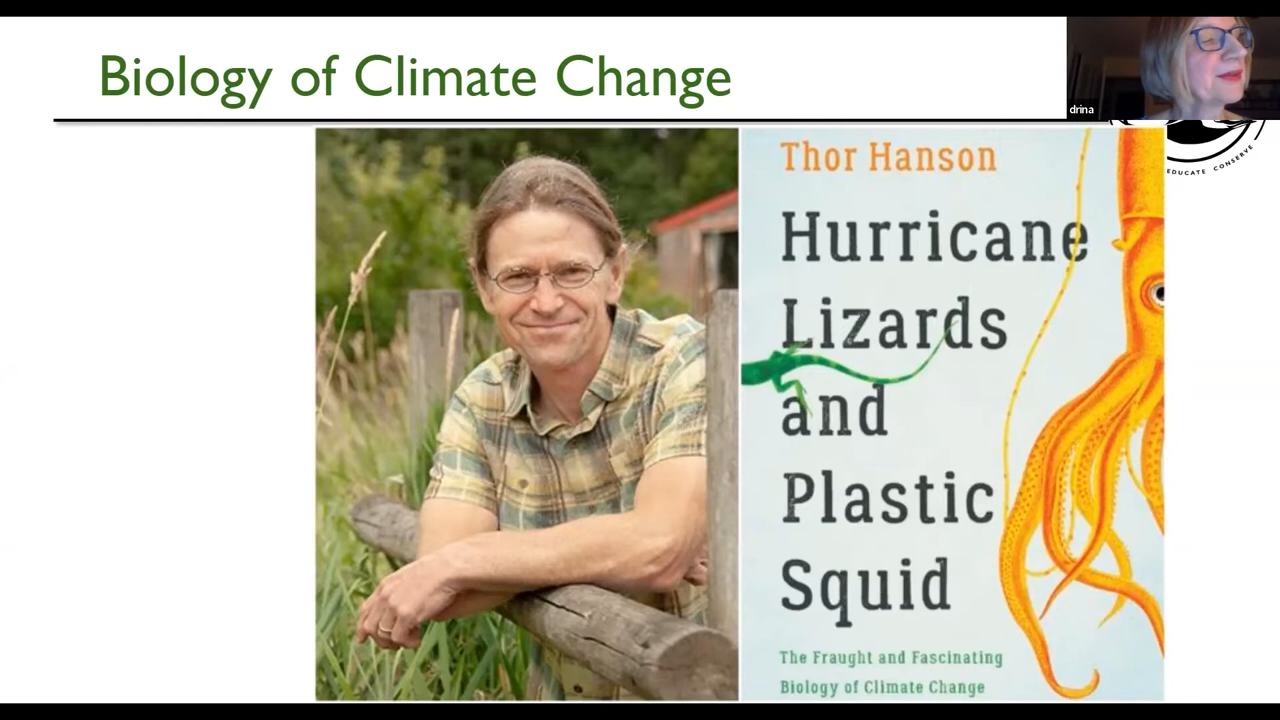 Biology of Climate Change
drina
EDUCATE CONSERVE
Thor Hanson
Hurricane
Lizards
and
Plastic
Squid
The Fraught and Fascinating
Biology of Climate Change